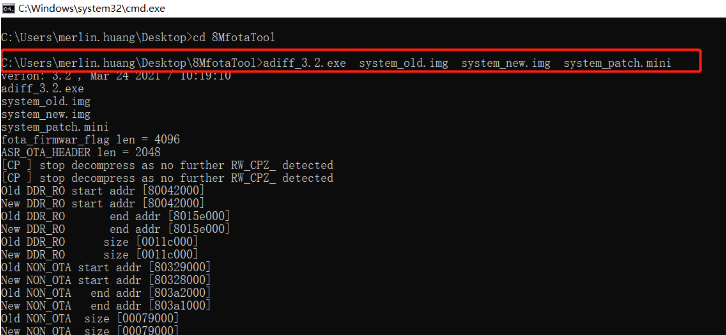 C:\Windows\system32\cmd.exe
C:\Users\merlin.huang\Desktop>cd 8MfotaTool
C:\Users\merlin.huang\Desktop\8MfotaTool>adiff_3.2.exe  system_old.img  system_new.img  system_patch.mini
verion: 3.2 , Mar 24 2021 / 10:19:10
adiff_3.2.exe
system_old.img
system_new.img
system_patch.mini
fota_firmwar_flag len = 4096
ASR_OTA_HEADER len = 2048
[CP ] stop decompress as no further RW_CPZ_ detected
[CP ] stop decompress as no further RW_CPZ_ detected
Old DDR_RO start addr [80042000]
New DDR_RO start addr [80042000]
Old DDR_RO       end addr [8015e000]
New DDR_RO       end addr [8015e000]
Old DDR_RO      size [0011c000]
New DDR_RO      size [0011c000]
Old NON_OTA start addr [80329000]
New NON_OTA start addr [80328000]
Old NON_OTA   end addr [803a2000]
New NON_OTA   end addr [803a1000]
Old NON_OTA  size [00079000]
New NON_OTA  size [00079000]